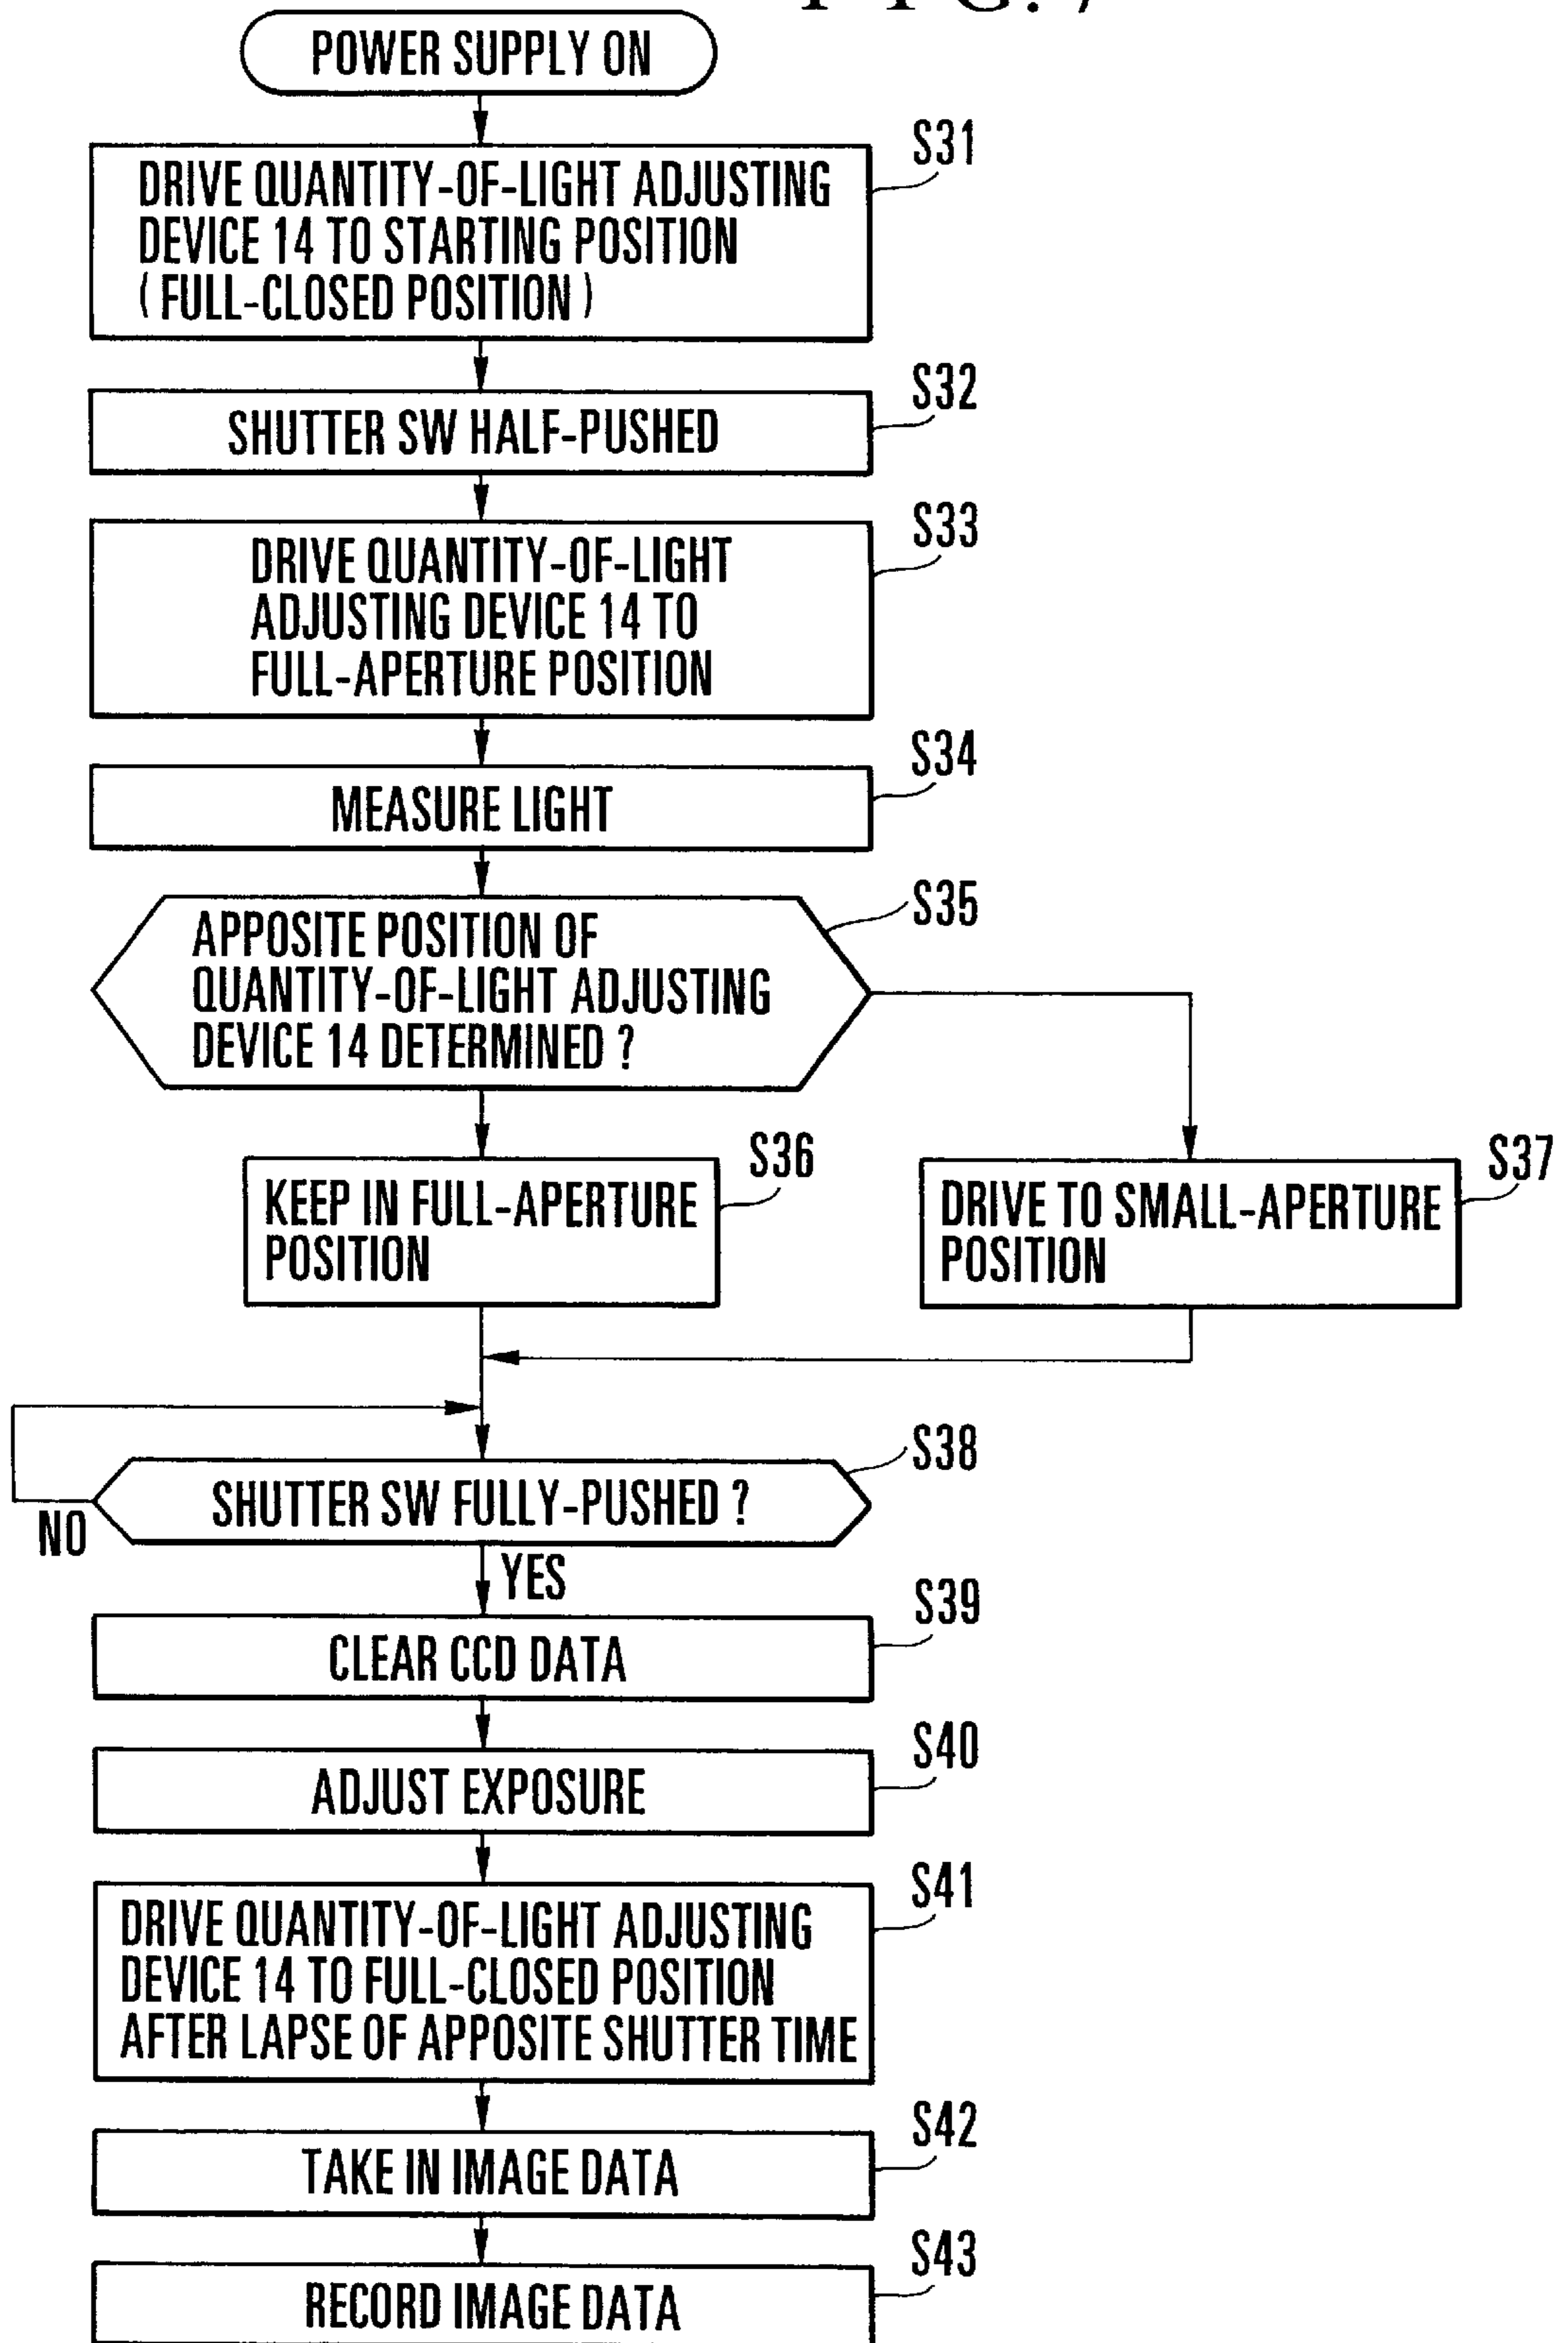 FIG. 7
POWER SUPPLY ON
S31
DRIVE QUANTITY-OF-LIGHT ADJUSTING
DEVICE 14 TO STARTING POSITION
(FULL-CLOSED POSITION)
S32
SHUTTER SW HALF-PUSHED
S33
DRIVE QUANTITY-OF-LIGHT
ADJUSTING DEVICE 14 TO
FULL-APERTURE POSITION
S34
MEASURE LIGHT
S35
APPOSITE POSITION OF
QUANTITY-OF-LIGHT ADJUSTING
DEVICE 14 DETERMINED ?
S36
KEEP IN FULL-APERTURE
POSITION
S37
DRIVE TO SMALL-APERTURE
POSITION
S38
SHUTTER SW FULLY-PUSHED ?
NO
YES
S39
CLEAR CCD DATA
S40
ADJUST EXPOSURE
S41
DRIVE QUANTITY-OF-LIGHT ADJUSTING
DEVICE 14 TO FULL-CLOSED POSITION
AFTER LAPSE OF APPOSITE SHUTTER TIME
S42
TAKE IN IMAGE DATA
S43
RECORD IMAGE DATA